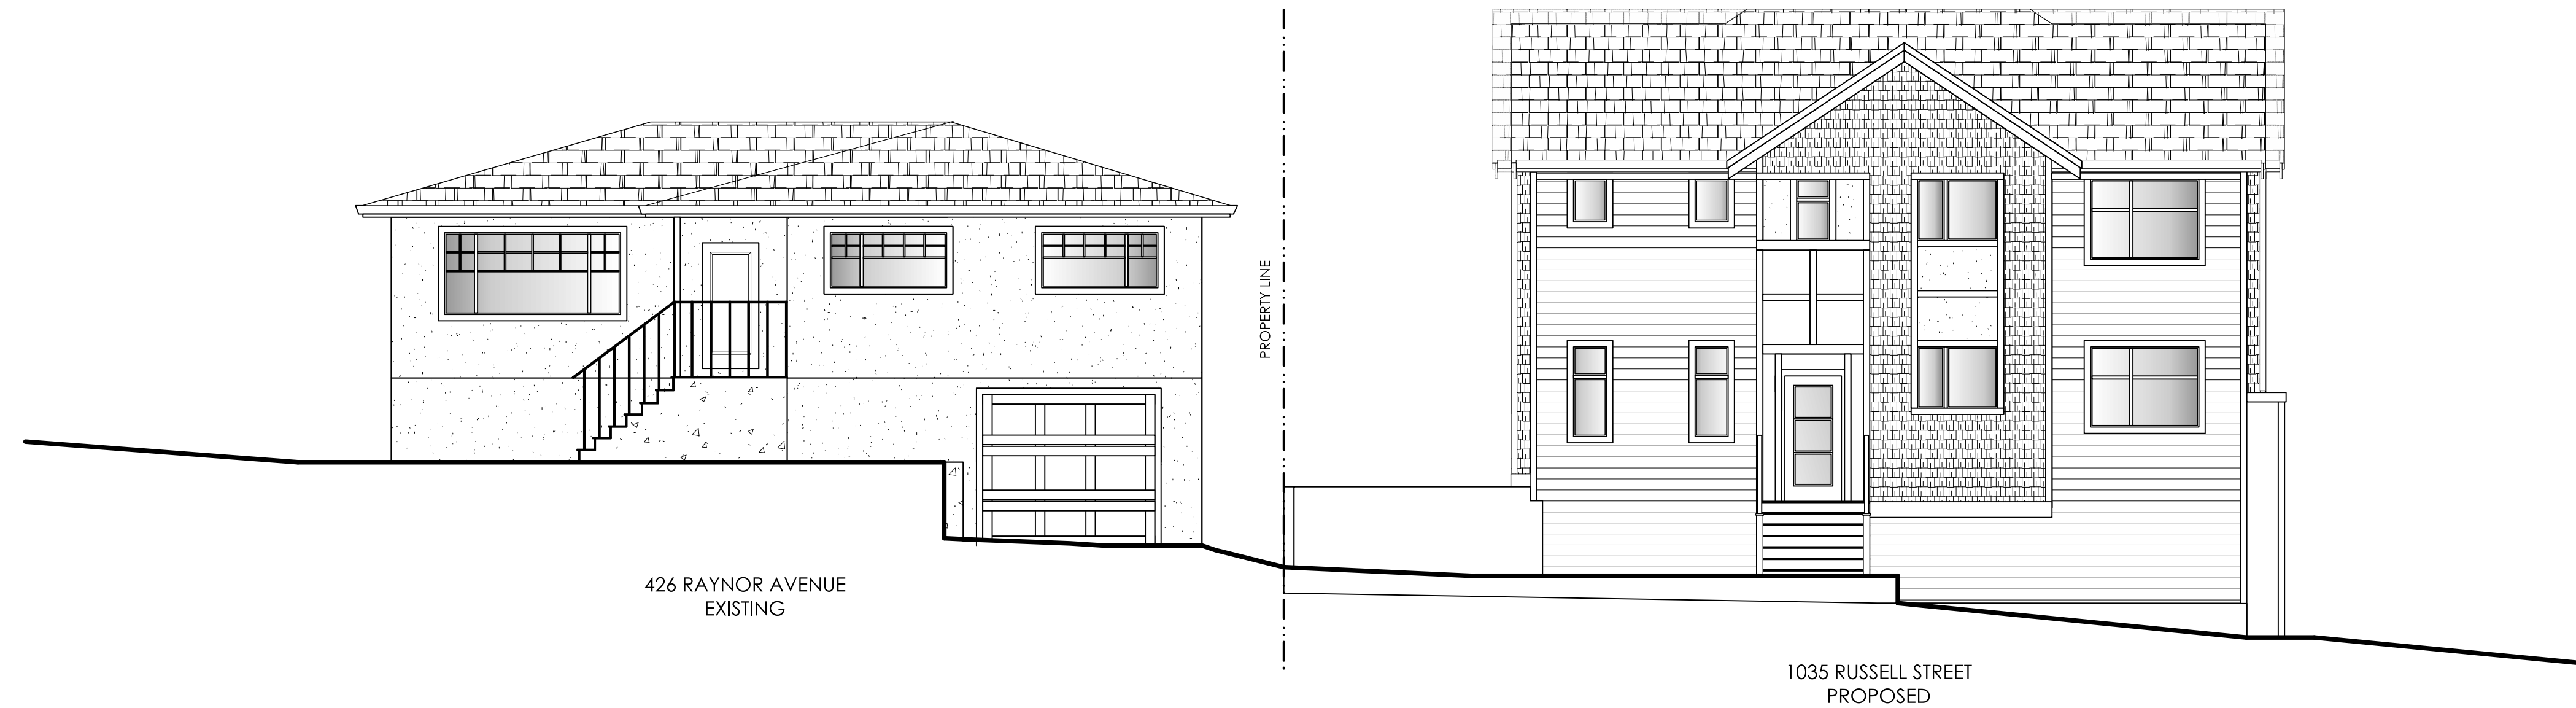 426 RAYNOR AVENUE
EXISTING
PROPERTY LINE
1035 RUSSELL STREET
PROPOSED